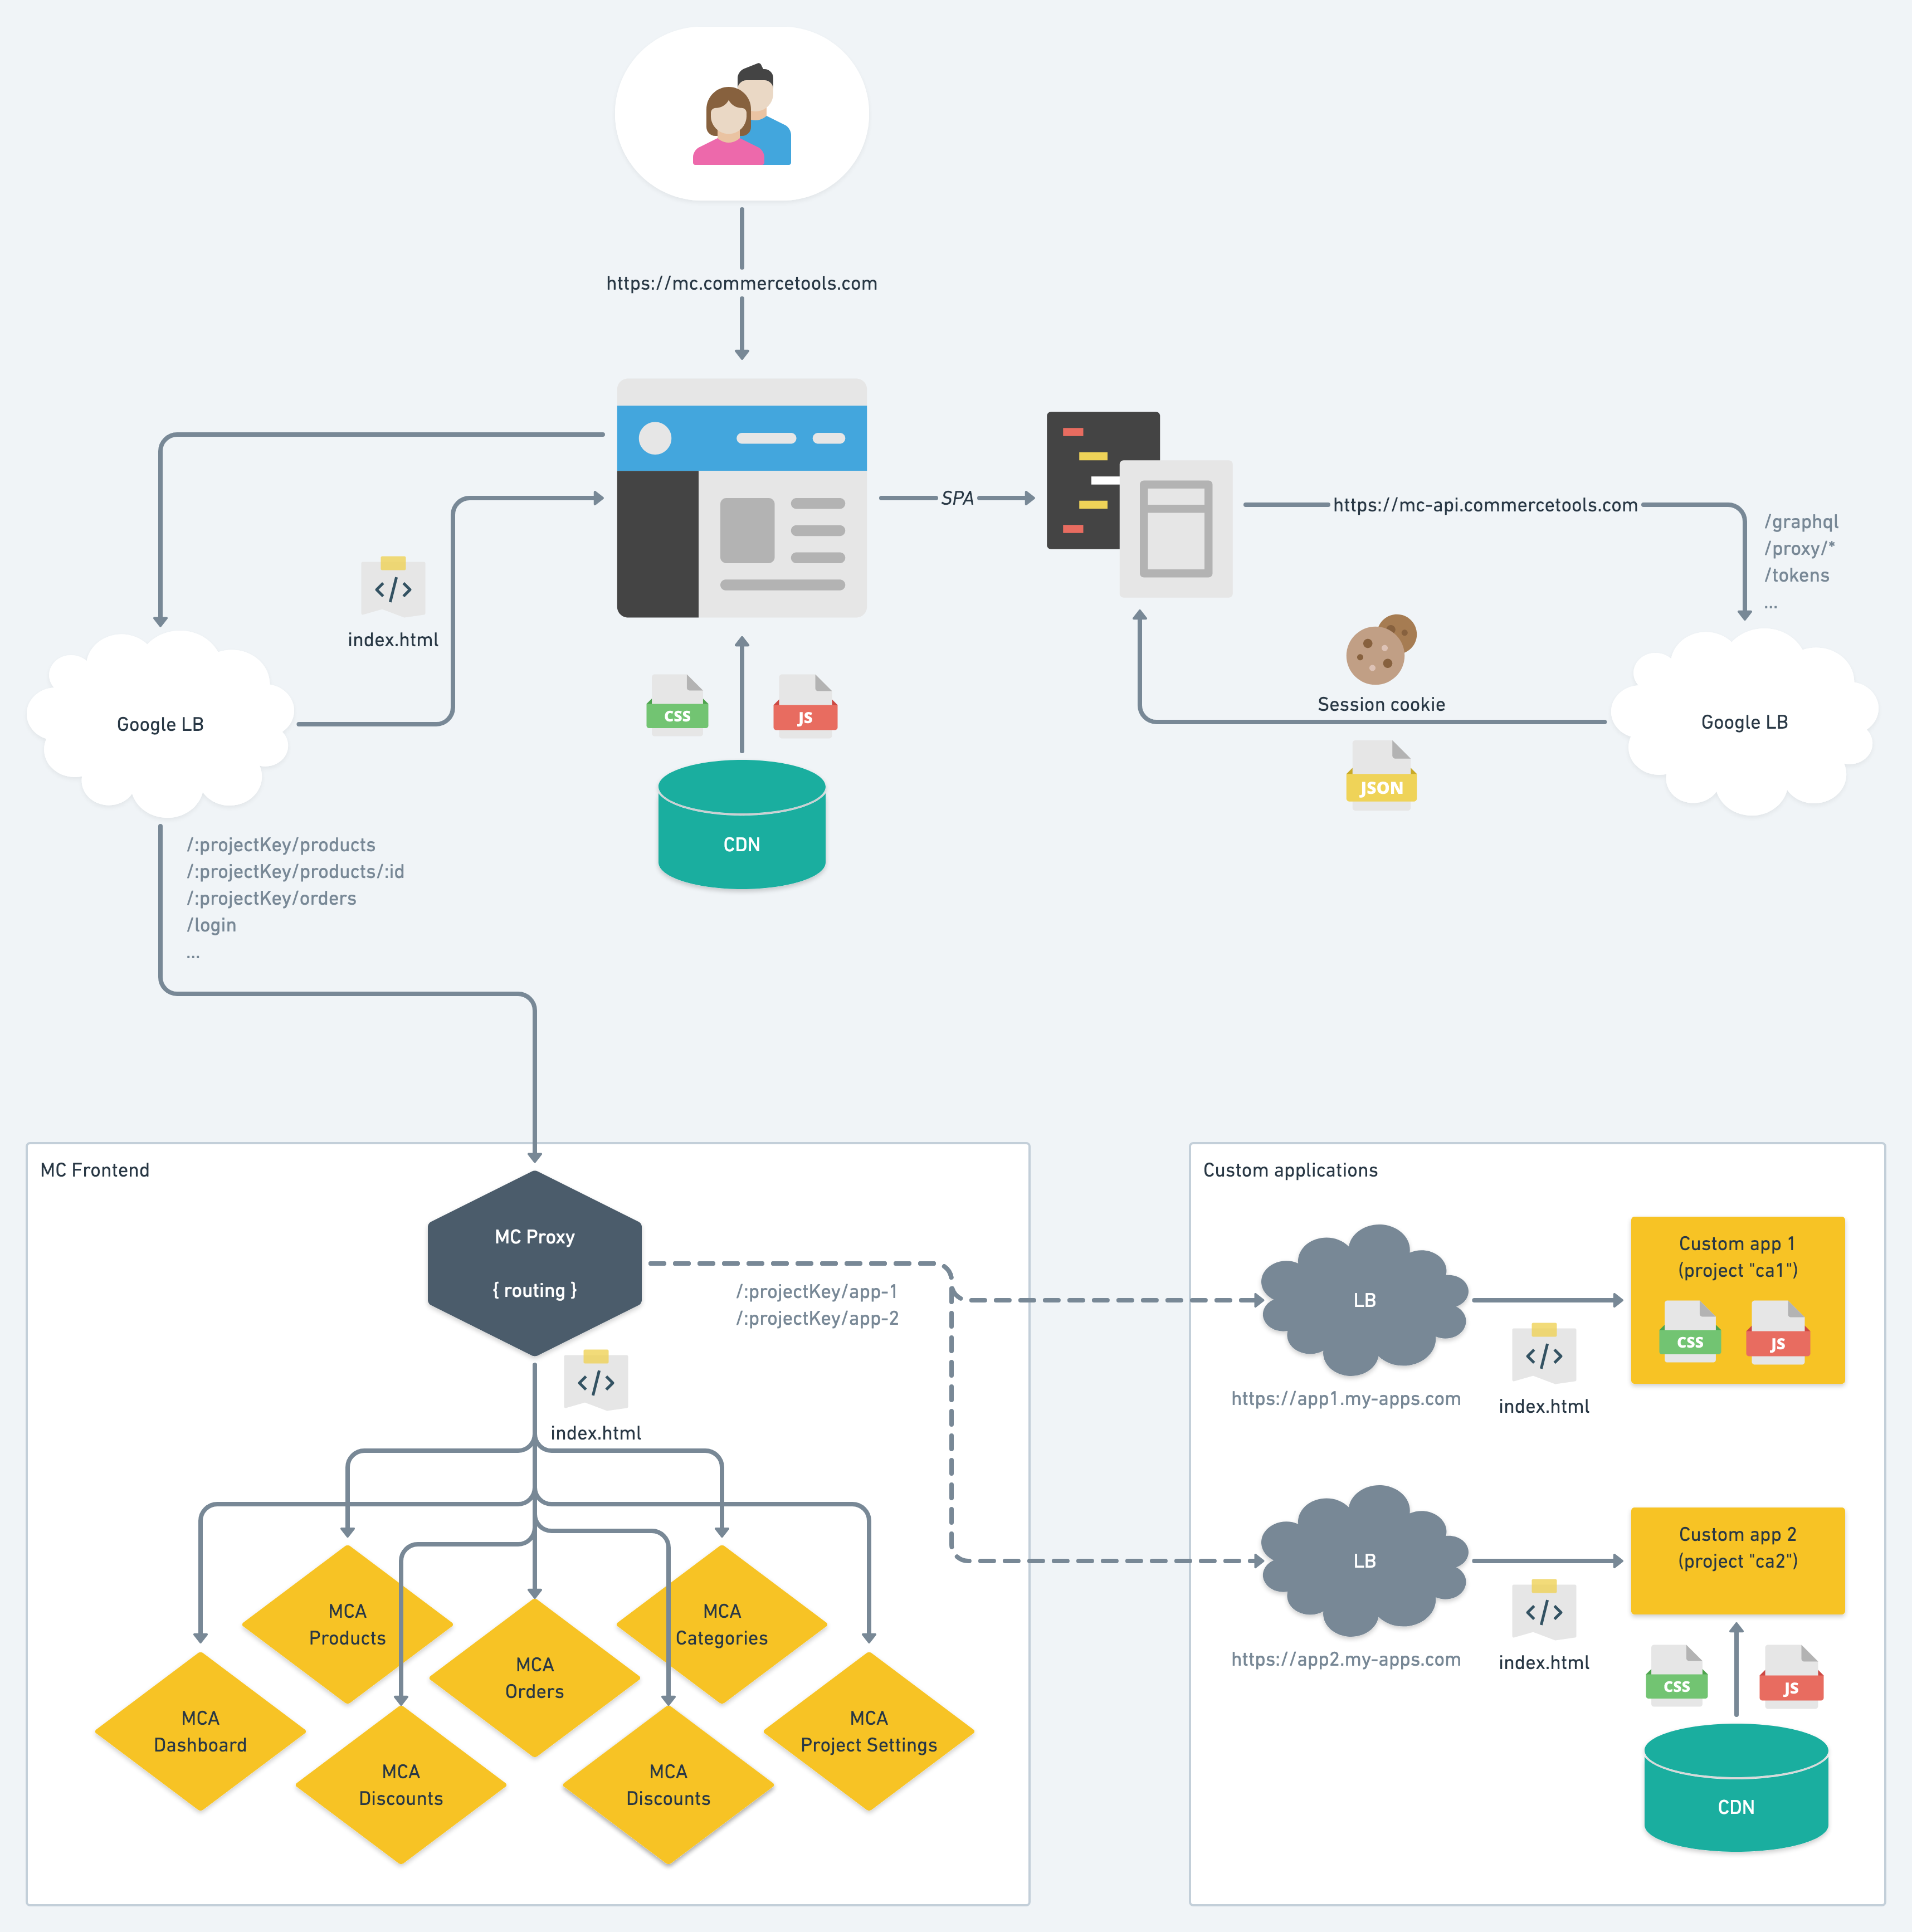 https://mc.commercetools.com
SPA
https://mc-api.commercetools.com
/graphql
/proxy/*
/tokens
...
index.html
Google LB
CSS
JS
CDN
Session cookie
JSON
Google LB
/:projectKey/products
/:projectKey/products/:id
/:projectKey/orders
/login
...
MC Frontend
MC Proxy
{ routing }
/:projectKey/app-1
/:projectKey/app-2
</>
index.html
MCA
Products
MCA
Categories
MCA
Orders
MCA
Dashboard
MCA
Project Settings
MCA
Discounts
MCA
Discounts
Custom applications
LB
https://app1.my-apps.com
</>
index.html
Custom app 1
(project "ca1")
CSS
JS
LB
https://app2.my-apps.com
</>
index.html
Custom app 2
(project "ca2")
CSS
JS
CDN